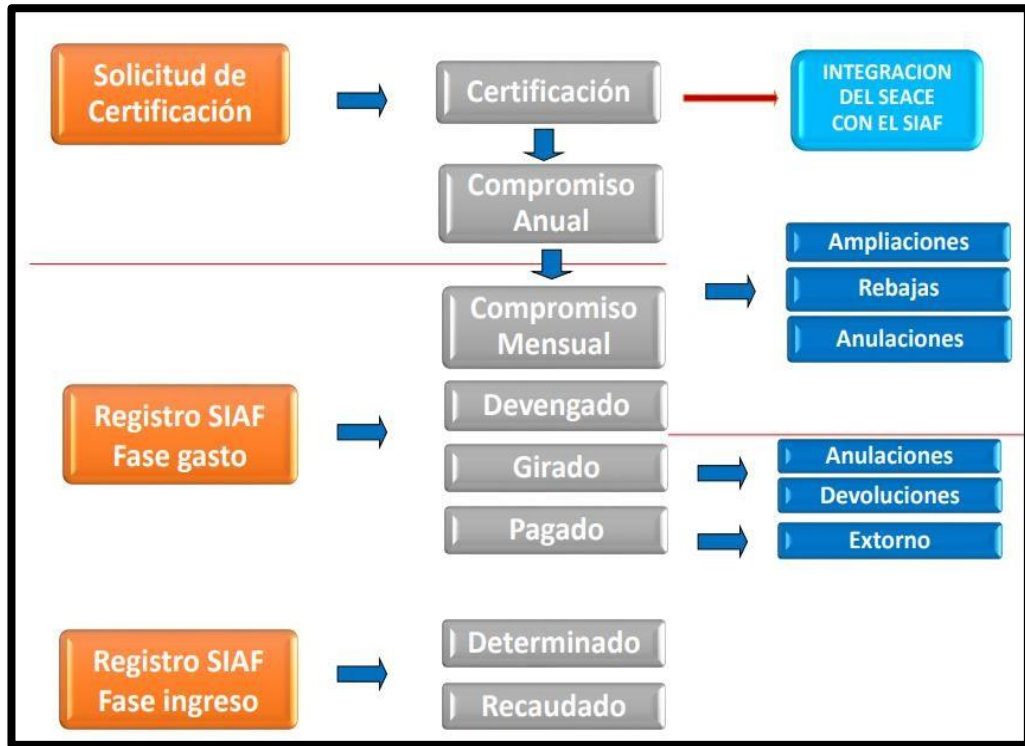 Solicitud de
Certificación
Certificación
INTEGRACION
DEL SEACE
CON EL SIAF
Compromiso
Anual
Ampliaciones
Rebajas
Anulaciones
Compromiso
Mensual
Registro SIAF
Fase gasto
Devengado
Girado
Pagado
Anulaciones
Devoluciones
Extorno
Registro SIAF
Fase ingreso
Determinado
Recaudado